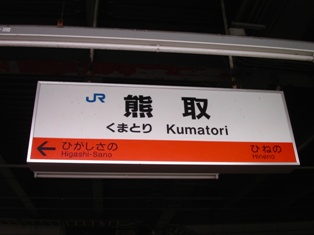 JR 熊取
くまとり Kumatori
ひがしさの ひねの
Higashi-Sano Hineno